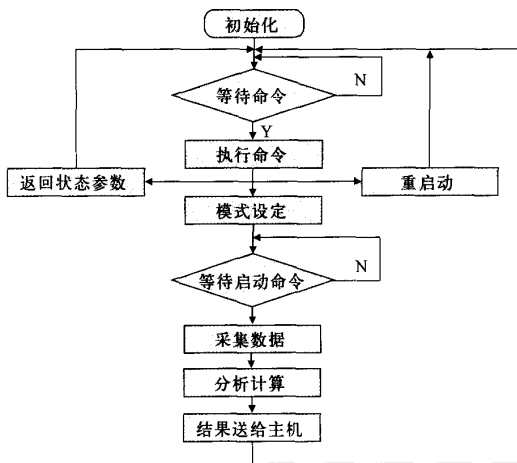 初始化
等待命令
N
Y
执行命令
返回状态参数
重启动
模式设定
等待启动命令
N
采集数据
分析计算
结果送给主机